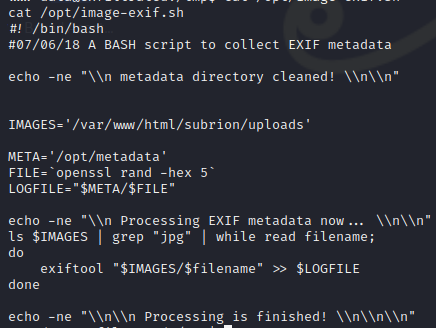 cat /opt/image-exif.sh
#! /bin/bash
#07/06/18 A BASH script to collect EXIF metadata
echo -ne "\\n metadata directory cleaned! \\n\\n"
IMAGES='/var/www/html/subrion/uploads'
META='/opt/metadata'
FILE=`openssl rand -hex 5`
LOGFILE="$META/$FILE"
echo -ne "\\n Processing EXIF metadata now... \\n\\n"
ls $IMAGES | grep "jpg" | while read filename;
do
    exiftool "$IMAGES/$filename" >> $LOGFILE
done
echo -ne "\\n\\n Processing is finished! \\n\\n\\n"